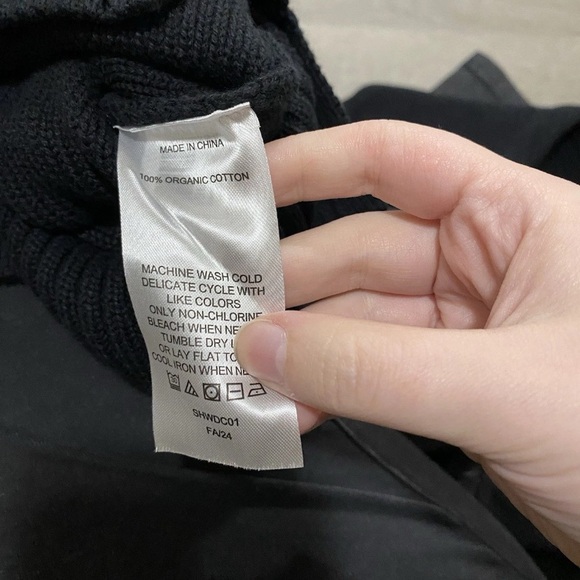 MADE IN CHINA
100% ORGANIC COTTON
MACHINE WASH COLD
DELICATE CYCLE WITH
LIKE COLORS
ONLY NON-CHLORINE
BLEACH WHEN
TUMBLE DRY
OR LAY FLAT
COOL IRON WHEN
SHWDC01
FA/24